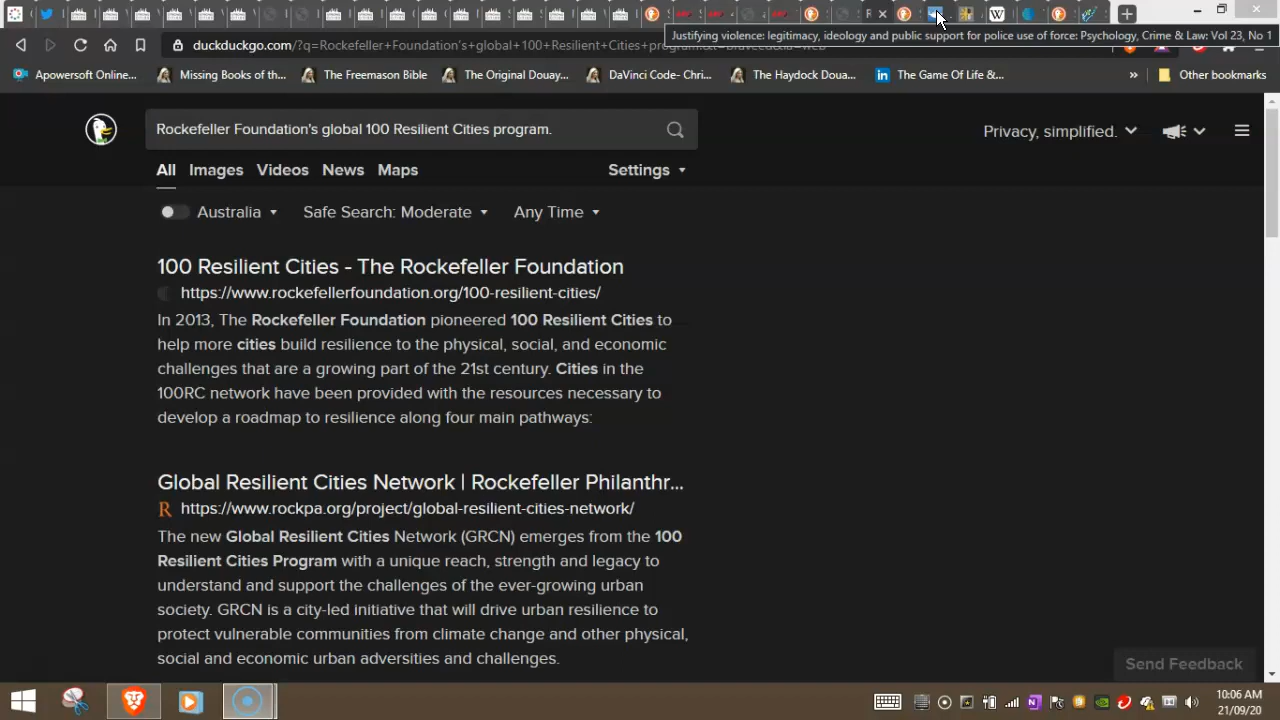 Justifying violence: legitimacy, ideology and public support for police use of force: Psychology, Crime & Law: Vol 23, No 1
duckduckgo.com/?q=Rockefeller+Foundation's+global+100+Resilient+Cities+program.
Apowersoft Online...
Missing Books of th...
The Freemason Bible
The Original Douay...
DaVinci Code- Chri...
The Haydock Doua...
The Game Of Life &...
»
Other bookmarks
Rockefeller Foundation's global 100 Resilient Cities program.
Privacy, simplified.
All Images Videos News Maps Settings
Australia Safe Search: Moderate Any Time
100 Resilient Cities - The Rockefeller Foundation
https://www.rockefellerfoundation.org/100-resilient-cities/
In 2013, The Rockefeller Foundation pioneered 100 Resilient Cities to
help more cities build resilience to the physical, social, and economic
challenges that are a growing part of the 21st century. Cities in the
100RC network have been provided with the resources necessary to
develop a roadmap to resilience along four main pathways:
Global Resilient Cities Network | Rockefeller Philanthr...
R https://www.rockpa.org/project/global-resilient-cities-network/
The new Global Resilient Cities Network (GRCN) emerges from the 100
Resilient Cities Program with a unique reach, strength and legacy to
understand and support the challenges of the ever-growing urban
society. GRCN is a city-led initiative that will drive urban resilience to
protect vulnerable communities from climate change and other physical,
social and economic urban adversities and challenges.
Send Feedback
10:06 AM
21/09/20